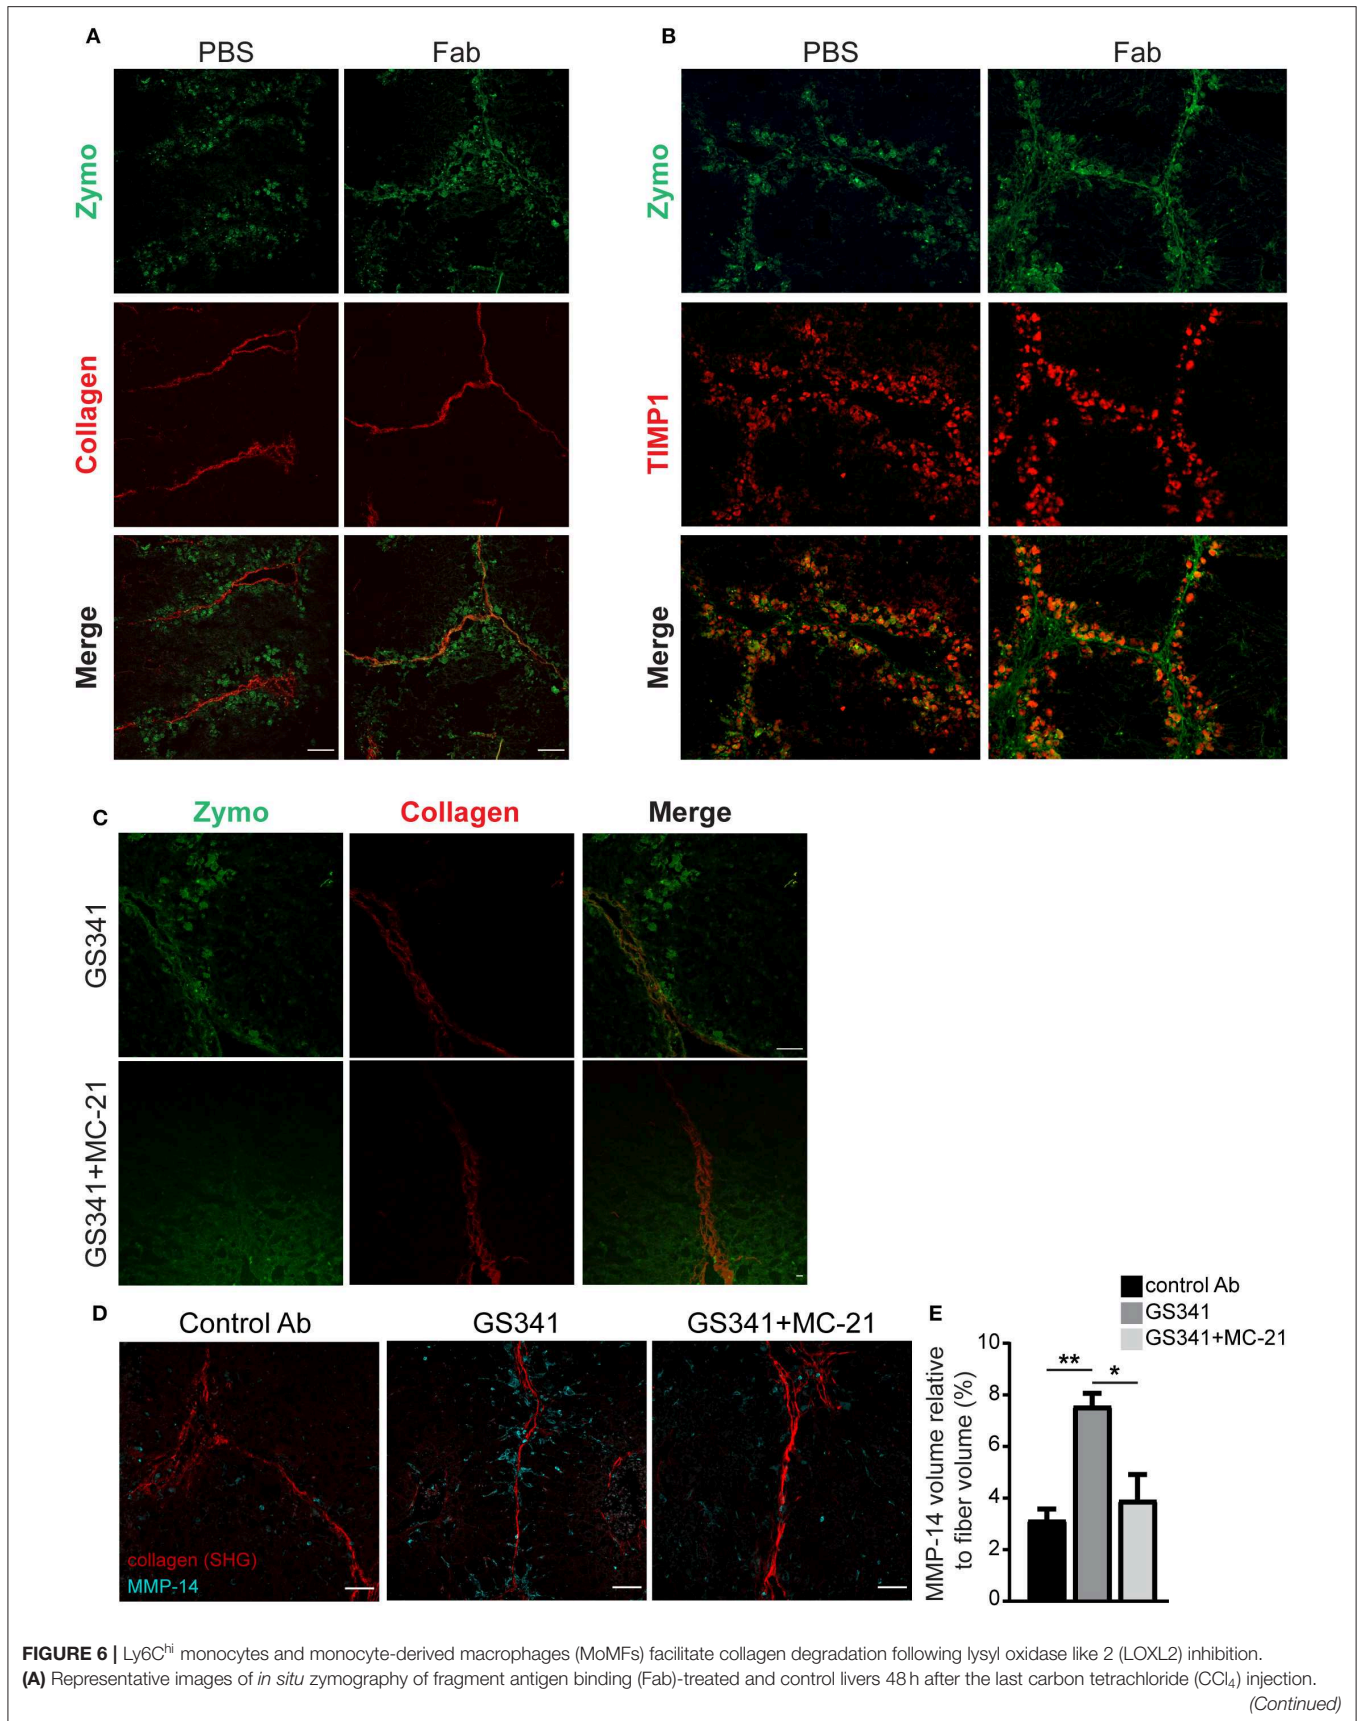 A
B
PBS
Fab
PBS
Fab
Zymo
Zymo
Collagen
TIMP1
Merge
Merge
C
Zymo
Collagen
Merge
GS341
GS341+MC-21
D
Control Ab
GS341
GS341+MC-21
collagen (SHG)
MMP-14
E
control Ab
GS341
GS341+MC-21
MMP-14 volume relative
to fiber volume (%)
10
8
6
4
2
0
**
*
FIGURE 6 | Ly6Chi monocytes and monocyte-derived macrophages (MoMFs) facilitate collagen degradation following lysyl oxidase like 2 (LOXL2) inhibition.
(A) Representative images of in situ zymography of fragment antigen binding (Fab)-treated and control livers 48 h after the last carbon tetrachloride (CCl4) injection.
(Continued)